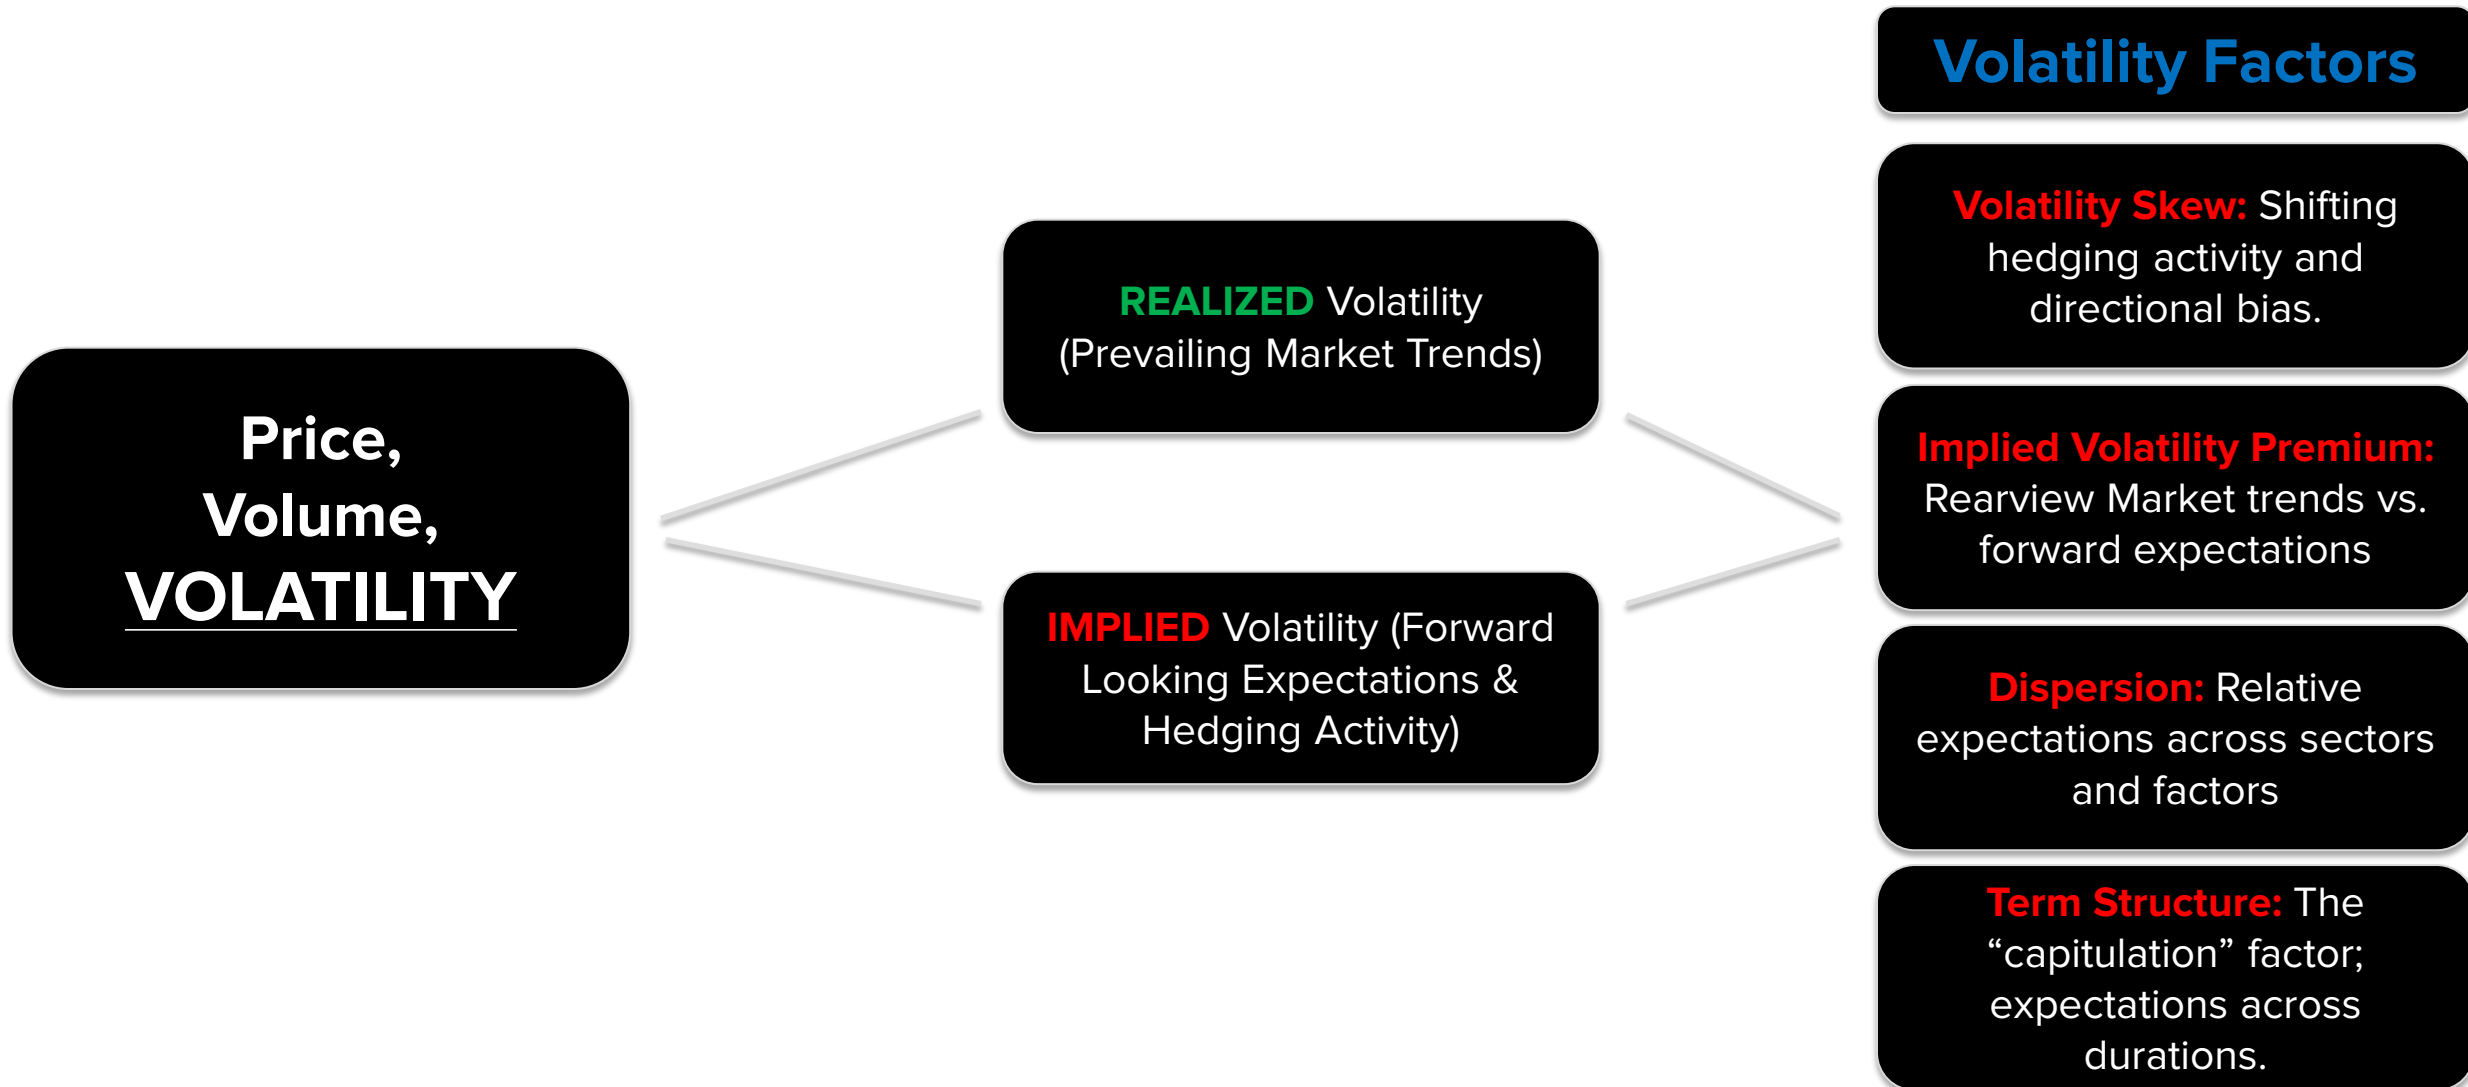 Price,
Volume,
VOLATILITY
REALIZED Volatility
(Prevailing Market Trends)
IMPLIED Volatility (Forward
Looking Expectations &
Hedging Activity)
Volatility Factors
Volatility Skew: Shifting
hedging activity and
directional bias.
Implied Volatility Premium:
Rearview Market trends vs.
forward expectations
Dispersion: Relative
expectations across sectors
and factors
Term Structure: The
“capitulation” factor;
expectations across
durations.